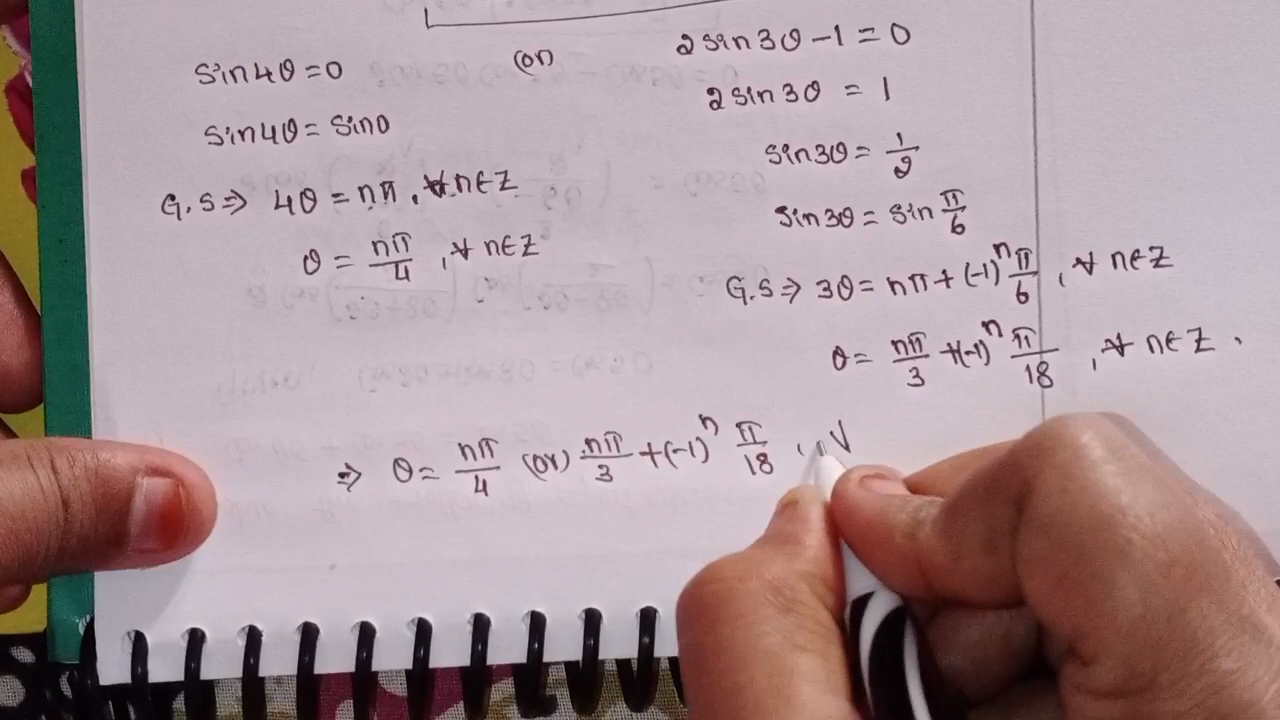 sin4θ=0 (or) 2sin3θ-1=0
sin4θ=sin0 2sin3θ = 1
sin3θ= 1/2
G.S⇒ 4θ=nπ, ∀n∈Z sin3θ=sin π/6
θ= nπ/4 , ∀ n∈Z G.S⇒ 3θ= nπ+(-1)^n π/6 , ∀ n∈Z
θ= nπ/3 +(-1)^n π/18 , ∀ n∈Z .
⇒ θ= nπ/4 (or) nπ/3 +(-1)^n π/18 , ∀